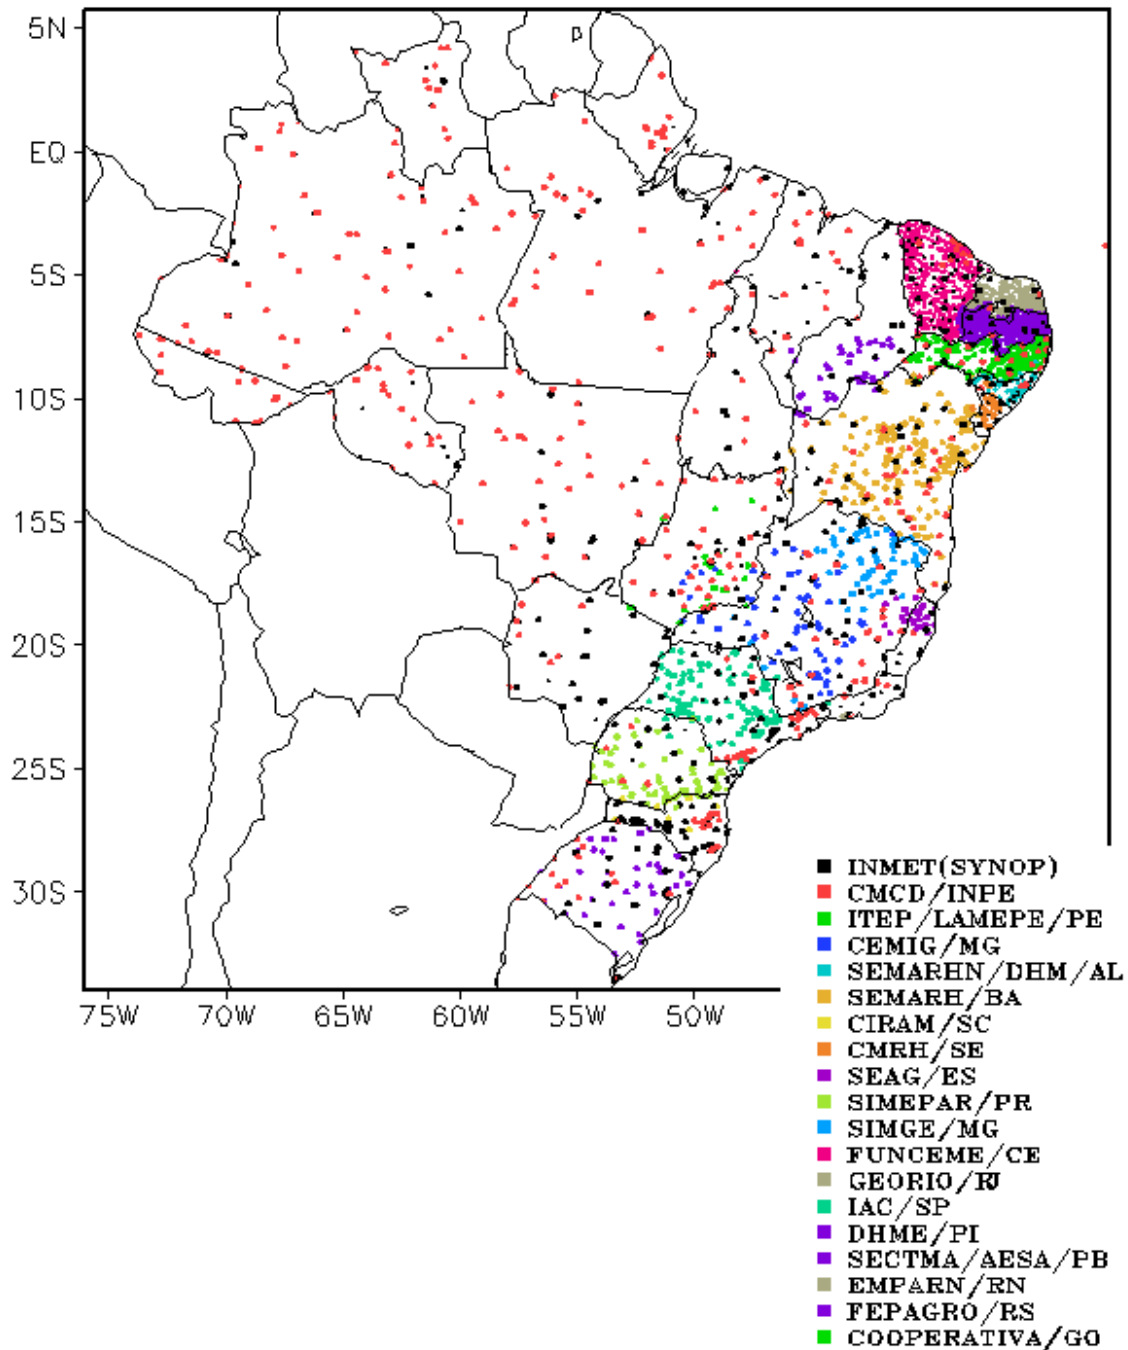 5N
EQ
5S
10S
15S
20S
25S
30S
75W 70W 65W 60W 55W 50W
INMET(SYNOP)
CMCD/INPE
ITEP/LAMEPE/PE
CEMIG/MG
SEMARHN/DHM/AL
SEMARH/BA
CIRAM/SC
CMRH/SE
SEAG/ES
SIMEPAR/PR
SIMGE/MG
FUNCEME/CE
GEORIO/RJ
IAC/SP
DHME/PI
SECTMA/AESA/PB
EMPARN/RN
FEPAGRO/RS
COOPERATIVA/GO